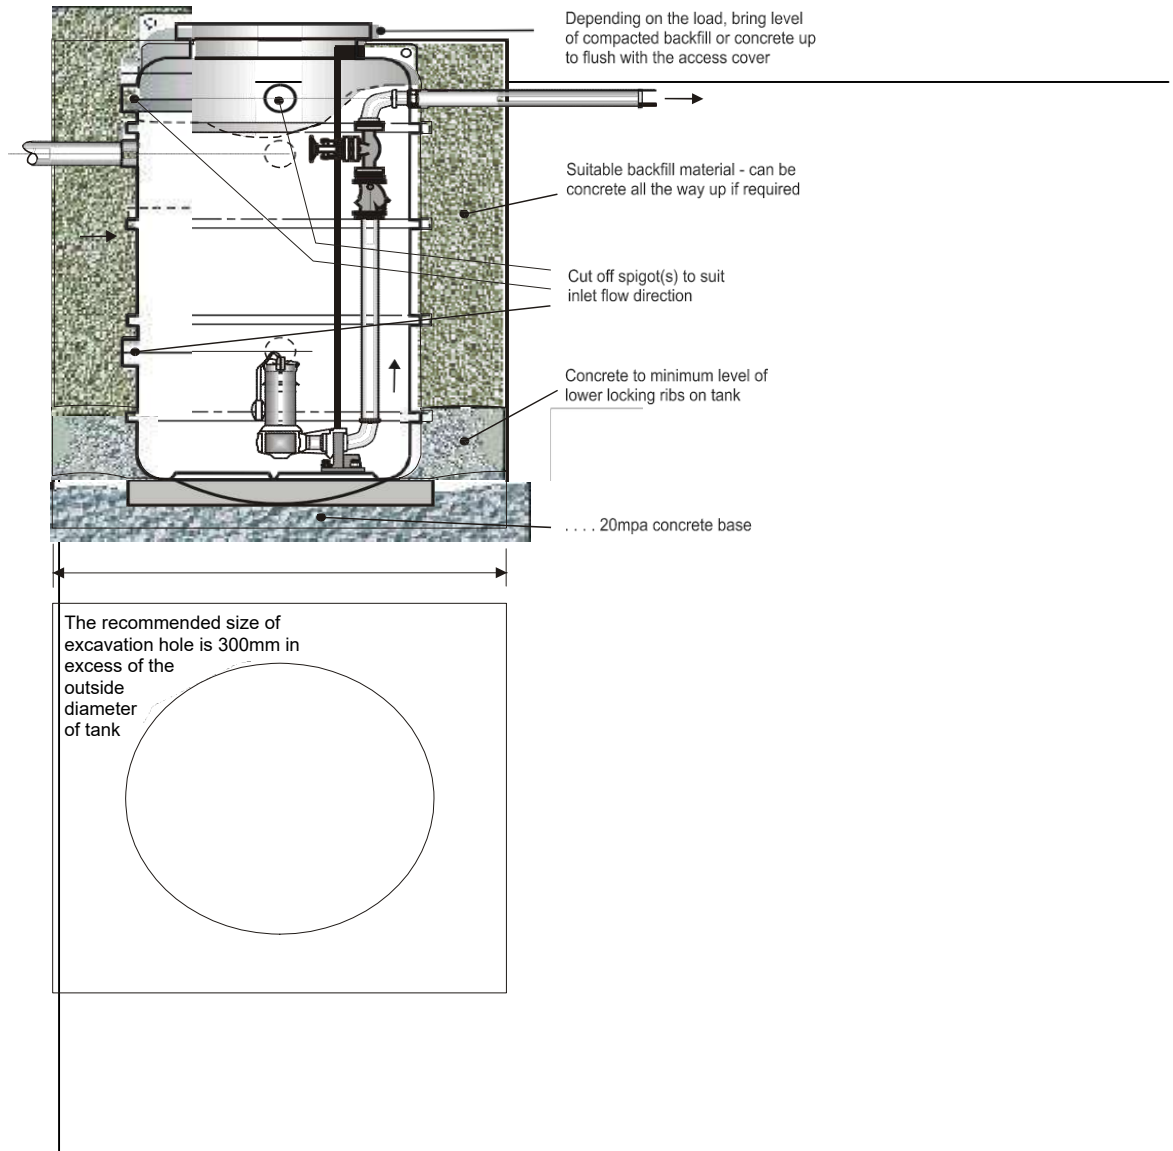 Depending on the load, bring level
of compacted backfill or concrete up
to flush with the access cover
Suitable backfill material - can be
concrete all the way up if required
Cut off spigot(s) to suit
inlet flow direction
Concrete to minimum level of
lower locking ribs on tank
. . . . 20mpa concrete base
The recommended size of
excavation hole is 300mm in
excess of the
outside
diameter
of tank